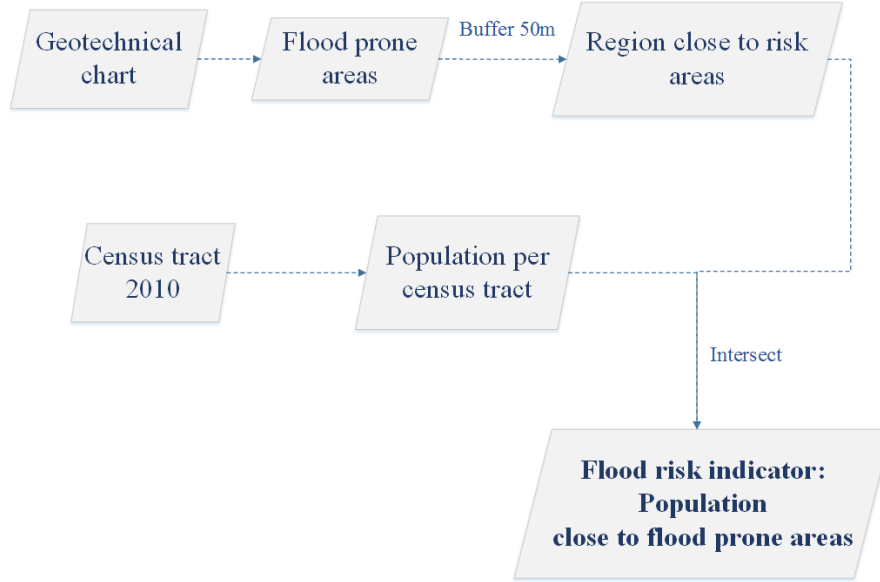 Geotechnical
chart
Flood prone
areas
Buffer 50m
Region close to risk
areas
Census tract
2010
Population per
census tract
Intersect
Flood risk indicator:
Population
close to flood prone areas